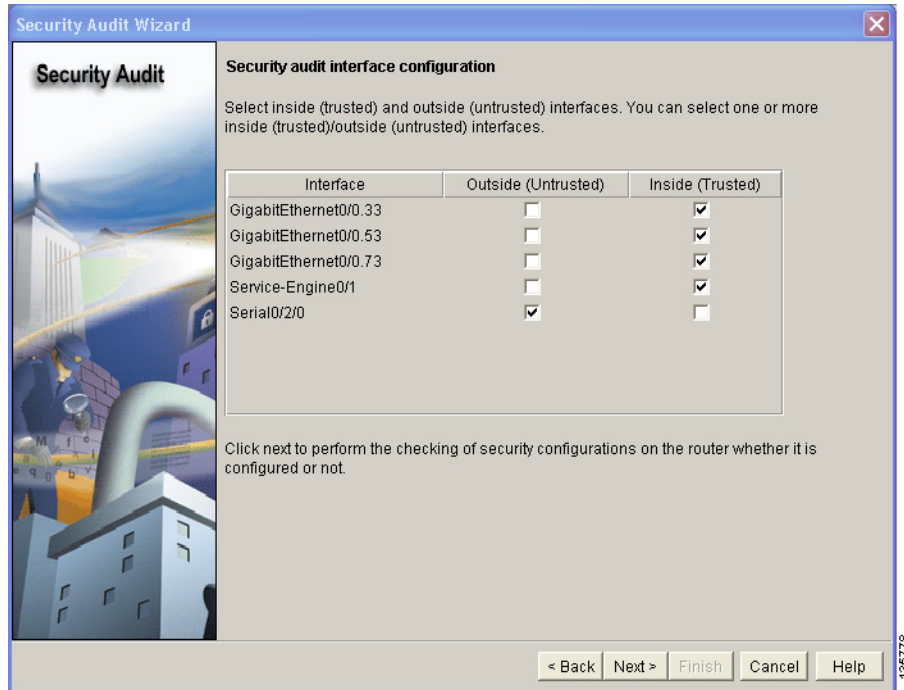 Security Audit Wizard
Security Audit
Security audit interface configuration
Select inside (trusted) and outside (untrusted) interfaces. You can select one or more
inside (trusted)/outside (untrusted) interfaces.
Interface Outside (Untrusted) Inside (Trusted)
GigabitEthernet0/0.33
GigabitEthernet0/0.53
GigabitEthernet0/0.73
Service-Engine0/1
Serial0/2/0
Click next to perform the checking of security configurations on the router whether it is
configured or not.
< Back Next > Finish Cancel Help